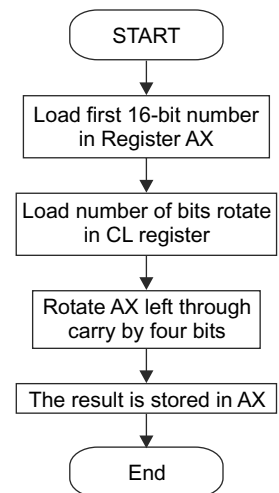 START
Load first 16-bit number
in Register AX
Load number of bits rotate
in CL register
Rotate AX left through
carry by four bits
The result is stored in AX
End